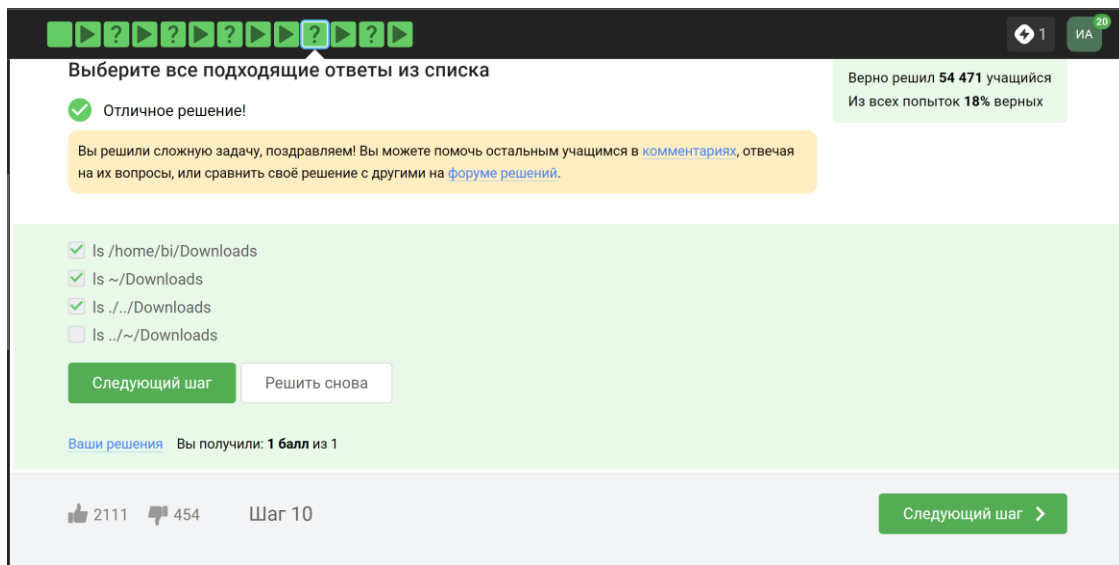 ? ? ? ? ?
1
ИА
20
Выберите все подходящие ответы из списка
Отличное решение!
Вы решили сложную задачу, поздравляем! Вы можете помочь остальным учащимся в комментариях, отвечая
на их вопросы, или сравнить своё решение с другими на форуме решений.
Верно решил 54 471 учащийся
Из всех попыток 18% верных
ls /home/bi/Downloads
ls ~/Downloads
ls ./../Downloads
ls ../~/Downloads
Следующий шаг Решить снова
Ваши решения Вы получили: 1 балл из 1
2111 454 Шаг 10 Следующий шаг